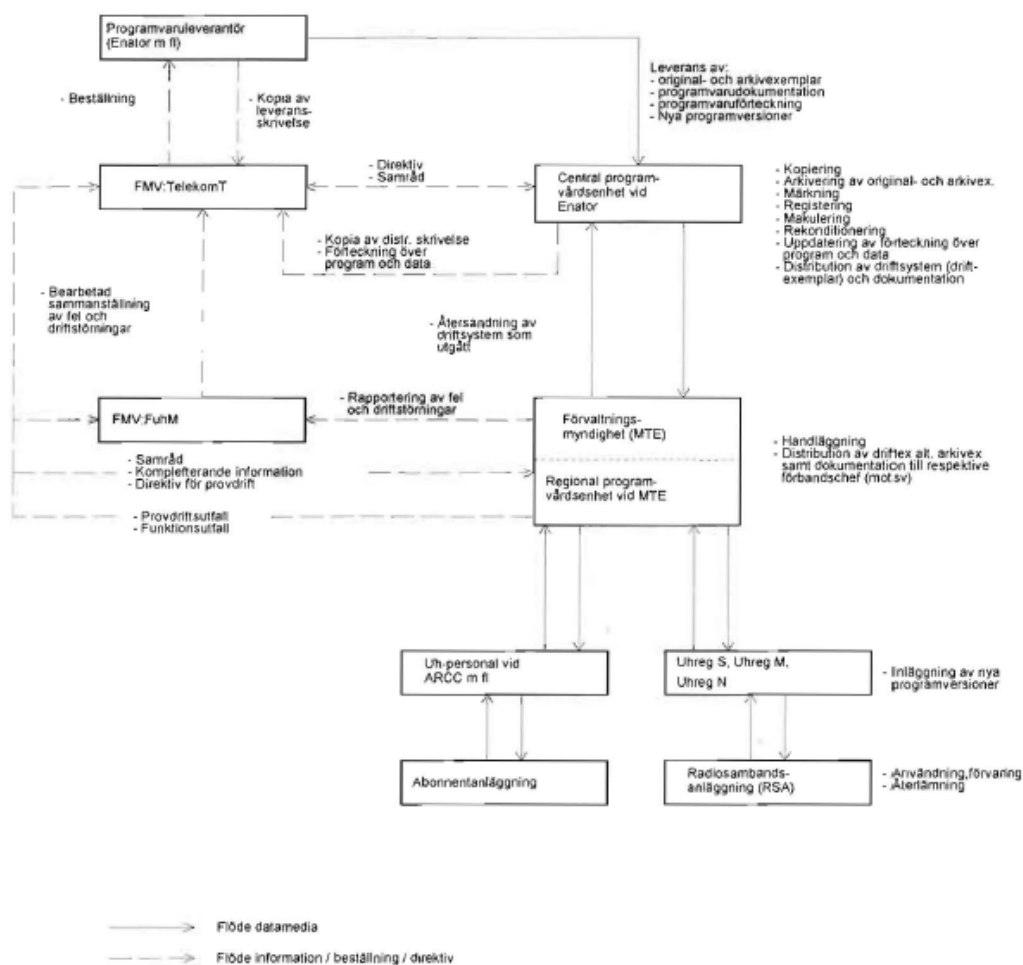 Programvaruleverantör
(Enator m fl)
Leverans av:
- original- och arkivexemplar
- programvarudokumentation
- programvaruförteckning
- Nya programversioner
- Beställning
- Kopia av
leverans-
skrivelse
FMV:TelekomT
- Direktiv
- Samråd
Central program-
vårdsenhet vid
Enator
- Kopiering
- Arkivering av original- och arkivex.
- Märkning
- Registering
- Makulering
- Rekonditionering
- Uppdatering av förteckning över
program och data
- Distribution av driftsystem (drift-
exemplar) och dokumentation
- Kopia av distr. skrivelse
- Förteckning över
program och data
- Bearbetad
sammanställning
av fel och
driftstörningar
- Återsändning av
driftsystem som
utgått
FMV:FuhM
- Rapportering av fel
och driftstörningar
Förvaltnings-
myndighet (MTE)
Regional program-
vårdsenhet vid MTE
- Handläggning
- Distribution av driftex alt. arkivex
samt dokumentation till respektive
förbandschef (mot.sv)
- Samråd
- Kompletterande information
- Direktiv för provdrift
- Provdriftsutfall
- Funktionsutfall
Uh-personal vid
ARCC m fl
Uhreg S, Uhreg M,
Uhreg N
- Inläggning av nya
programversioner
Abonnentanläggning
Radiosambands-
anläggning (RSA)
- Användning,förvaring
- Återlämning
Flöde datamedia
Flöde information / beställning / direktiv